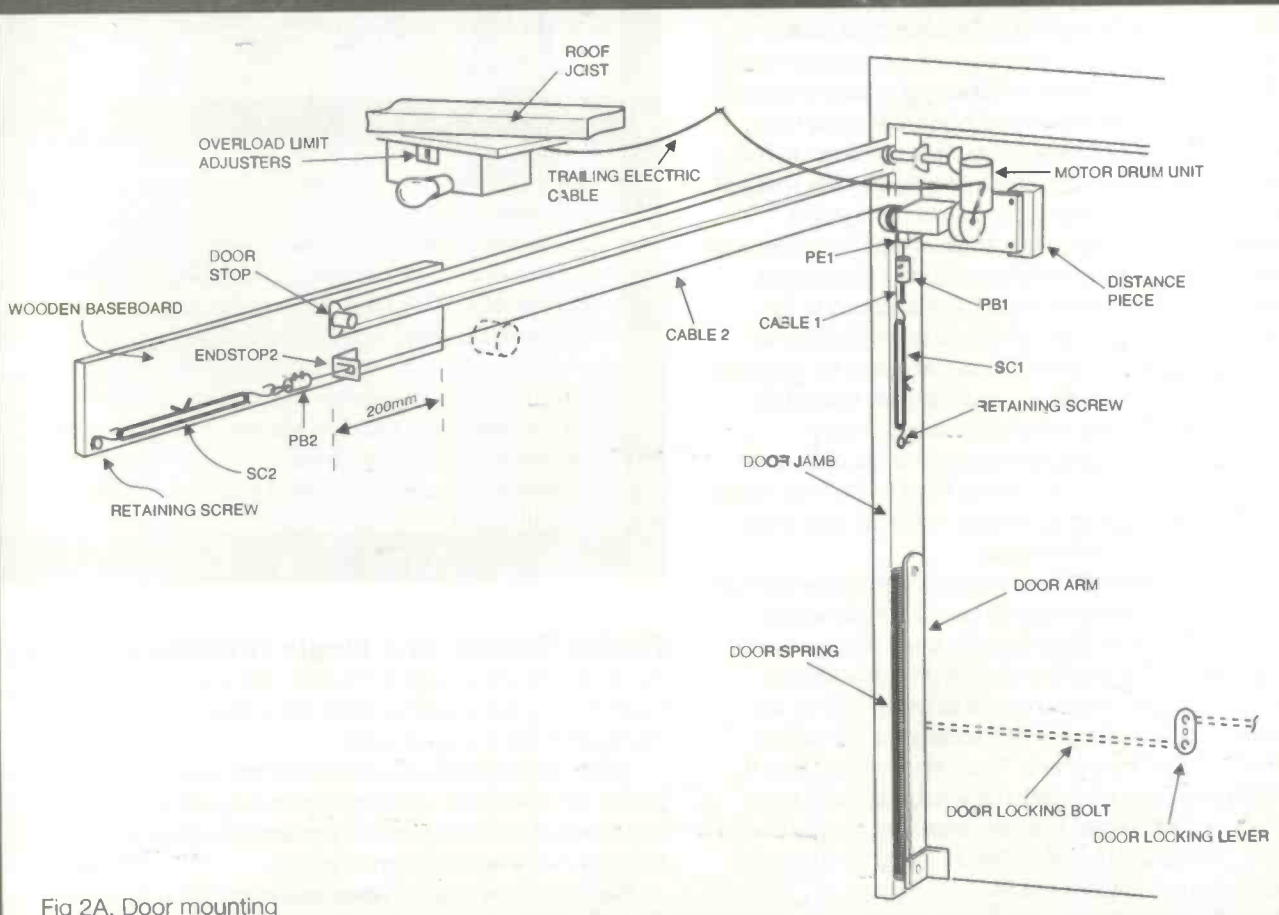 ROOF
JOIST
OVERLOAD LIMIT
ADJUSTERS
TRAILING ELECTRIC
CABLE
MOTOR DRUM UNIT
DOOR
STOP
PE1
DISTANCE
PIECE
WOODEN BASEBOARD
PB1
CABLE 1
CABLE 2
ENDSTOP2
SC1
200mm
RETAINING SCREW
PB2
SC2
DOOR JAMB
RETAINING SCREW
DOOR ARM
DOOR SPRING
DOOR LOCKING BOLT
DOOR LOCKING LEVER
Fig 2A. Door mounting